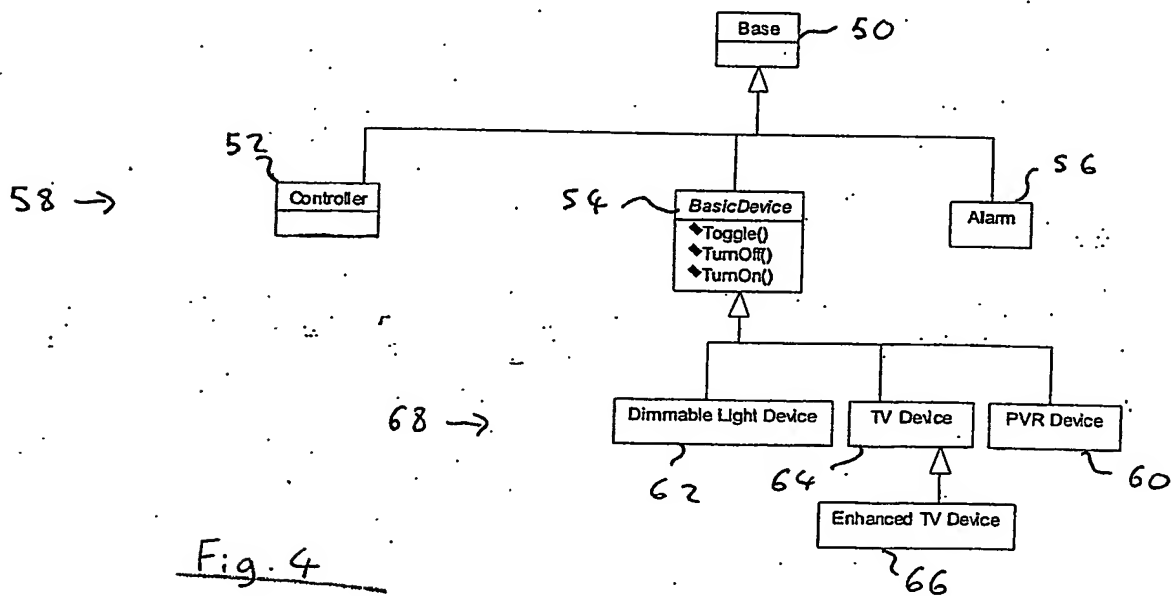 Base
50
52
58 →
Controller
54
BasicDevice
Toggle()
TurnOff()
TurnOn()
56
Alarm
68 →
Dimmable Light Device
TV Device
PVR Device
62
64
60
Enhanced TV Device
66
Fig. 4